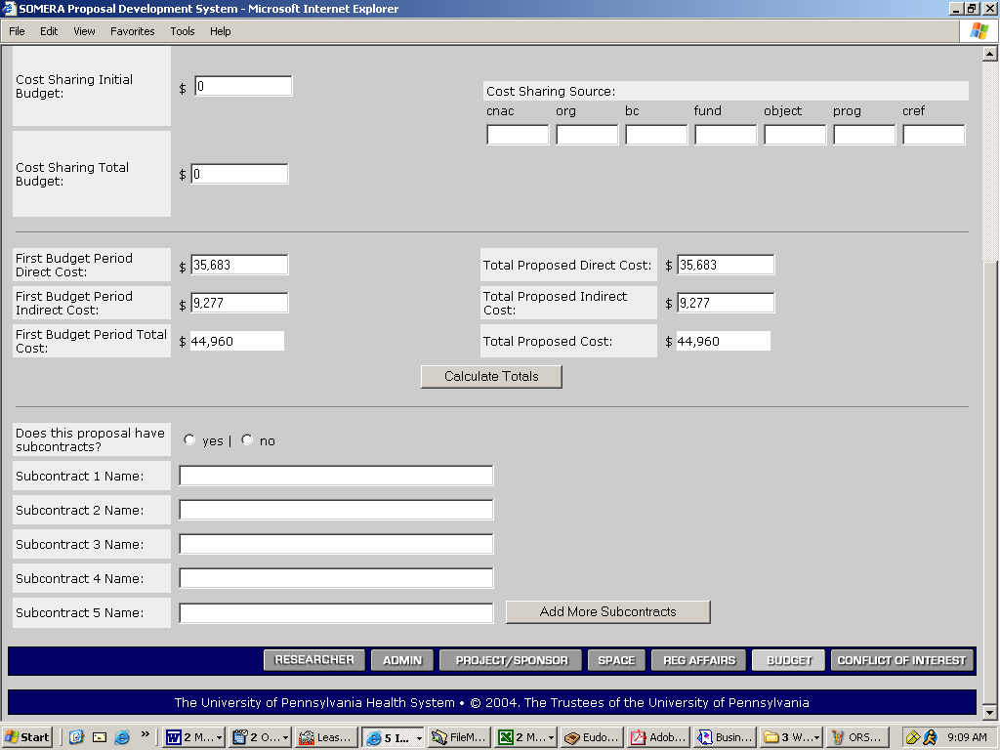 SOMERA Proposal Development System - Microsoft Internet Explorer
File Edit View Favorites Tools Help
Cost Sharing Initial
Budget:
$ 0
Cost Sharing Source:
cnac org bc fund object prog cref
Cost Sharing Total
Budget:
$ 0
First Budget Period
Direct Cost:
$ 35,683
Total Proposed Direct Cost: $ 35,683
First Budget Period
Indirect Cost:
$ 9,277
Total Proposed Indirect
Cost:
$ 9,277
First Budget Period Total
Cost:
$ 44,960
Total Proposed Cost: $ 44,960
Calculate Totals
Does this proposal have
subcontracts?
yes | no
Subcontract 1 Name:
Subcontract 2 Name:
Subcontract 3 Name:
Subcontract 4 Name:
Subcontract 5 Name:
Add More Subcontracts
RESEARCHER ADMIN PROJECT/SPONSOR SPACE REG AFFAIRS BUDGET CONFLICT OF INTEREST
The University of Pennsylvania Health System • © 2004. The Trustees of the University of Pennsylvania
Start » 2 M... 2 O... Leas... 5 I... FileM... 2 M... Eudo... Adob... Busin... 3 W... ORS... 9:09 AM